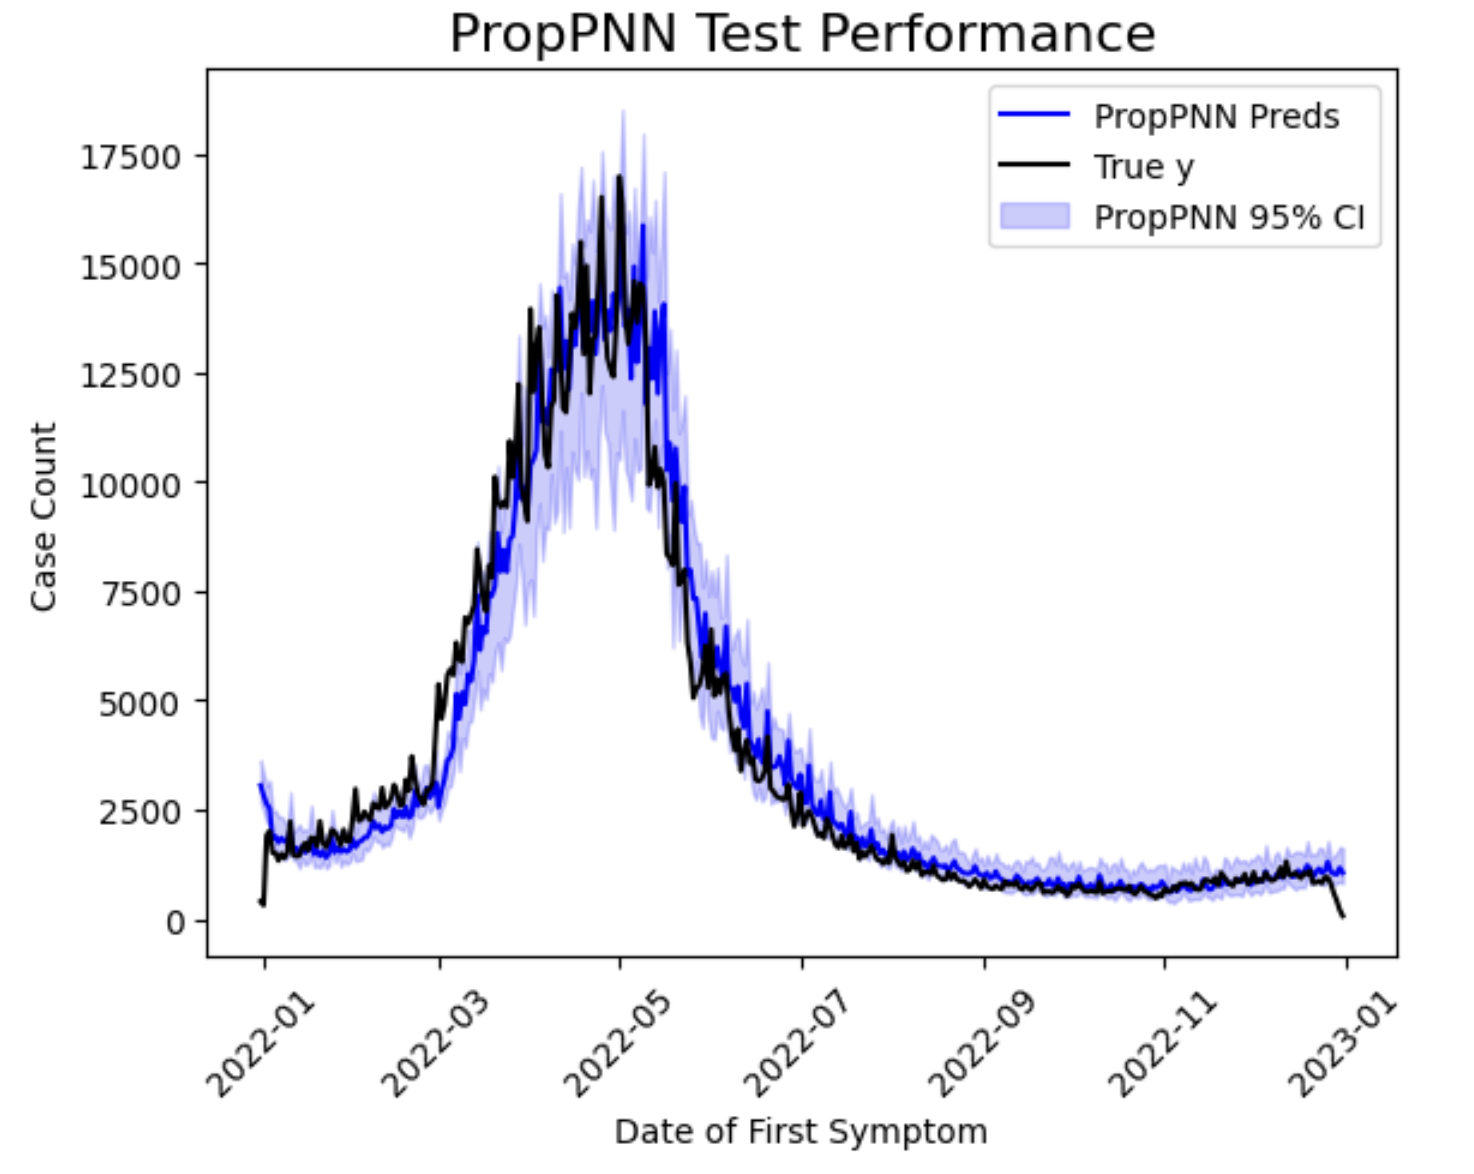 PropPNN Test Performance
PropPNN Preds
True y
PropPNN 95% CI
17500
15000
12500
10000
7500
5000
2500
0
Case Count
2022-01
2022-03
2022-05
2022-07
2022-09
2022-11
2023-01
Date of First Symptom